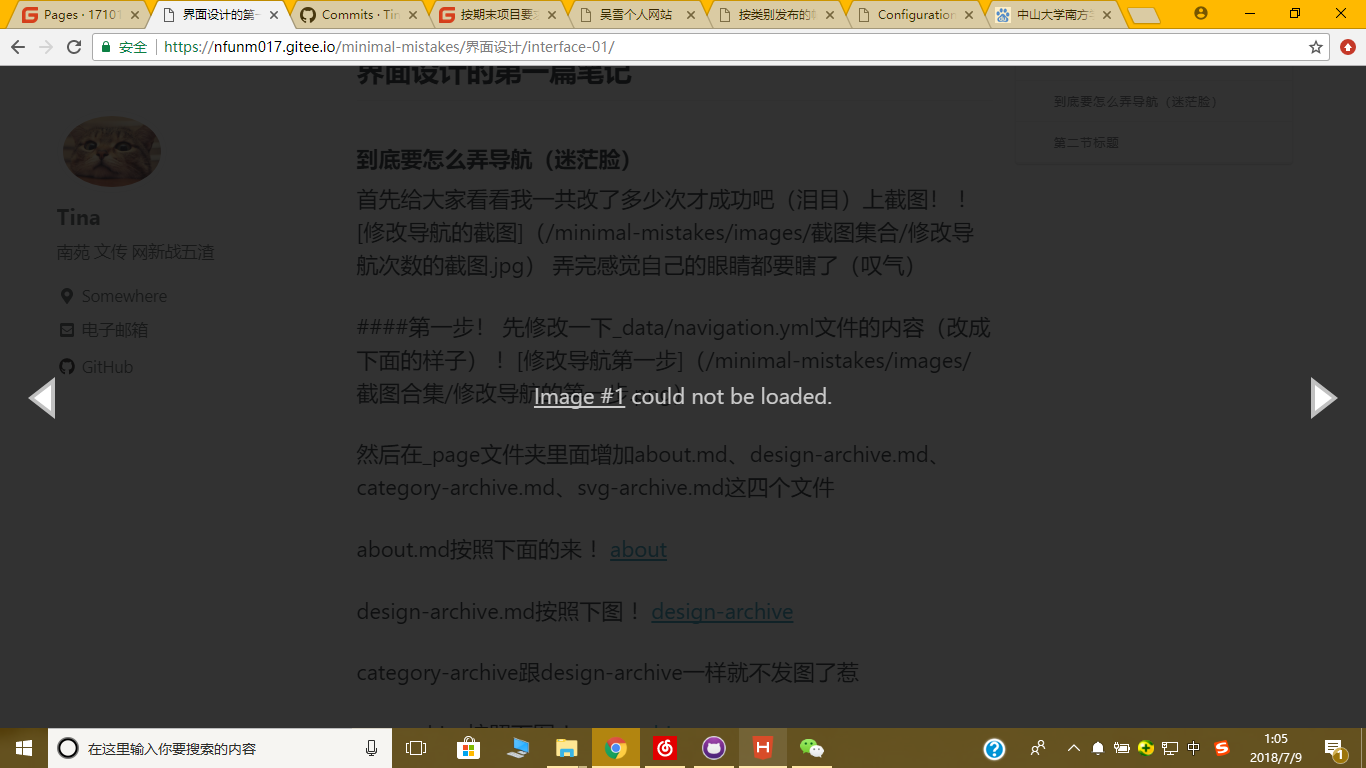 Pages · 17101
界面设计的第一
Commits · Tin
按期末项目要
吴雪个人网站
按类别发布的
Configuration
中山大学南方
安全
https://nfunm017.gitee.io/minimal-mistakes/界面设计/interface-01/
界面设计的第一篇笔记
到底要怎么弄导航（迷茫脸）
第二节标题
Tina
南苑 文传 网新战五渣
Somewhere
电子邮箱
GitHub
到底要怎么弄导航（迷茫脸）
首先给大家看看我一共改了多少次才成功吧（泪目）上截图！ ！
[修改导航的截图]（/minimal-mistakes/images/截图集合/修改导
航次数的截图.jpg） 弄完感觉自己的眼睛都要瞎了（叹气）
####第一步！ 先修改一下_data/navigation.yml文件的内容（改成
下面的样子）！[修改导航第一步]（/minimal-mistakes/images/
截图合集/修改导航的第一步.png）
Image #1 could not be loaded.
然后在_page文件夹里面增加about.md、design-archive.md、
category-archive.md、svg-archive.md这四个文件
about.md按照下面的来 ！ about
design-archive.md按照下图 ！ design-archive
category-archive跟design-archive一样就不发图了惹
在这里输入你要搜索的内容
中
1:05
2018/7/9
1